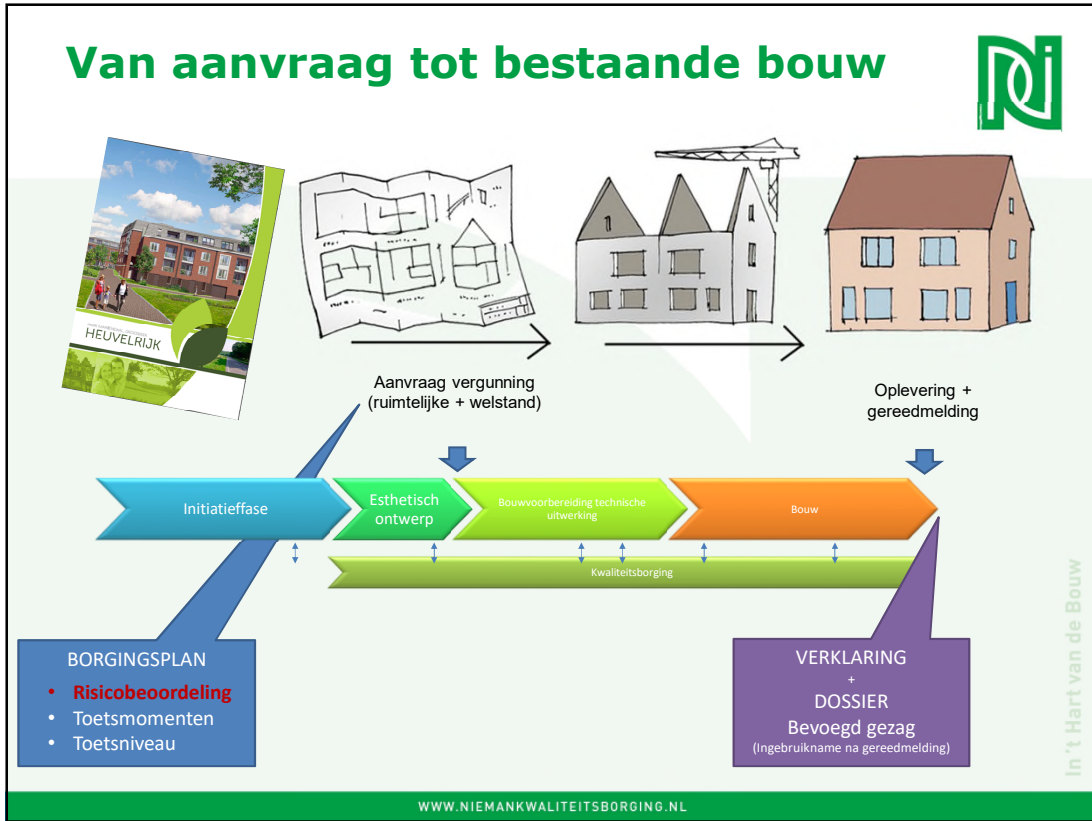 Van aanvraag tot bestaande bouw
HEUVELRIJK
Aanvraag vergunning
(ruimtelijke + welstand)
Oplevering +
gereedmelding
Initiatieffase
Esthetisch
ontwerp
Bouwvoorbereiding technische
uitwerking
Bouw
Kwaliteitsborging
BORGINGSPLAN
• Risicobeoordeling
• Toetsmomenten
• Toetsniveau
VERKLARING
+
DOSSIER
Bevoegd gezag
(Ingebruikname na gereedmelding)
In 't Hart van de Bouw
WWW.NIEMANKWALITEITSBORGING.NL